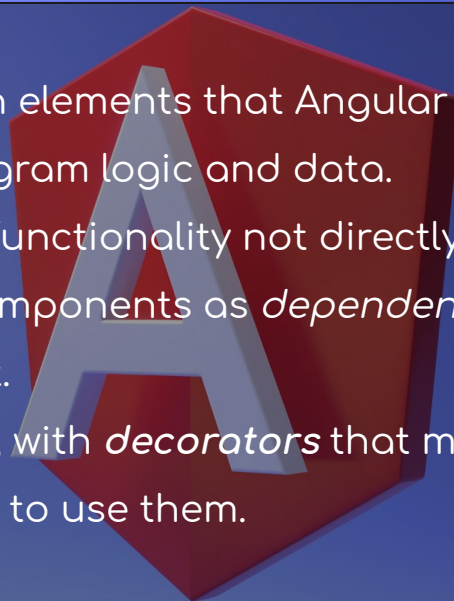 elements that Angular
gram logic and data.
unctionality not directly
mponents as dependen
.
with decorators that m
to use them.